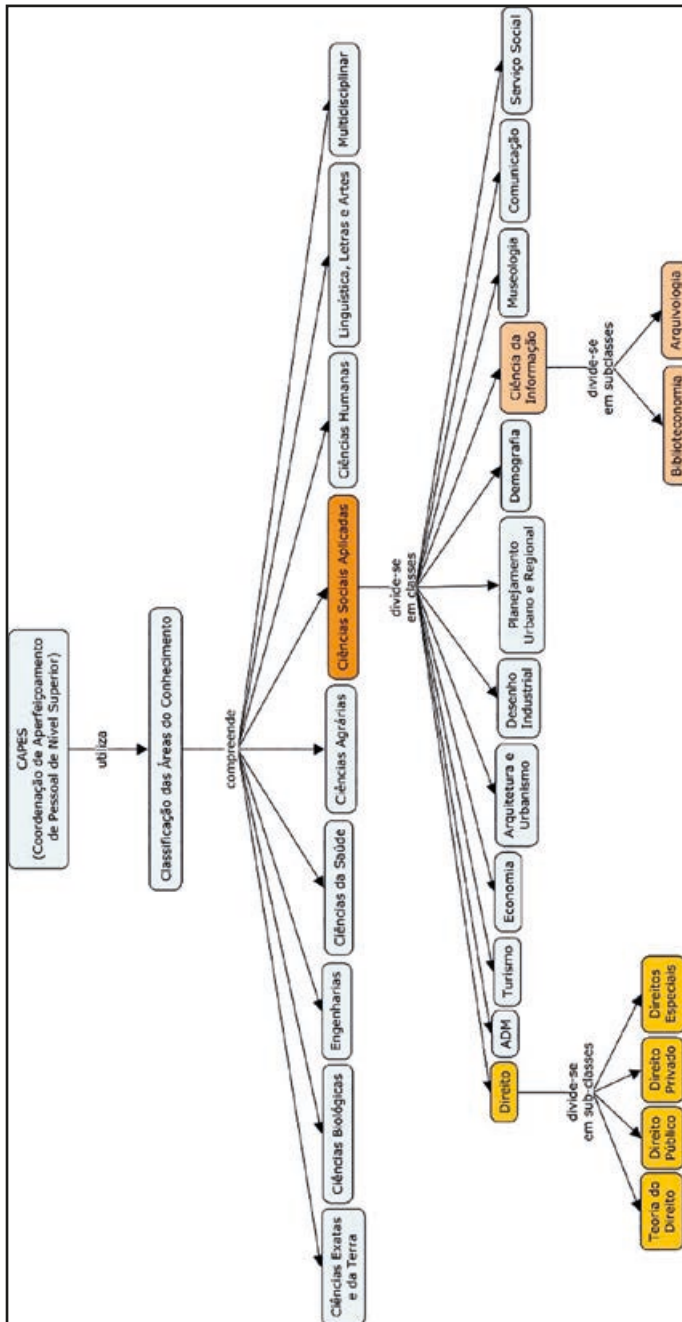 CAPES
(Coordenação de Aperfeiçoamento
de Pessoal de Nível Superior)
utiliza
Classificação das Áreas do Conhecimento
compreende
Ciências Exatas
e da Terra
Ciências Biológicas
Engenharias
Ciências da Saúde
Ciências Agrárias
Ciências Sociais Aplicadas
Ciências Humanas
Linguística, Letras e Artes
Multidisciplinar
divide-se
em classes
Direito
ADM
Turismo
Economia
Arquitetura e
Urbanismo
Desenho
Industrial
Planejamento
Urbano e Regional
Demografia
Ciência da
Informação
Museologia
Comunicação
Serviço Social
divide-se
em sub-classes
Teoria do
Direito
Direito
Público
Direito
Privado
Direitos
Especiais
divide-se
em subclasses
Biblioteconomia
Arquivologia